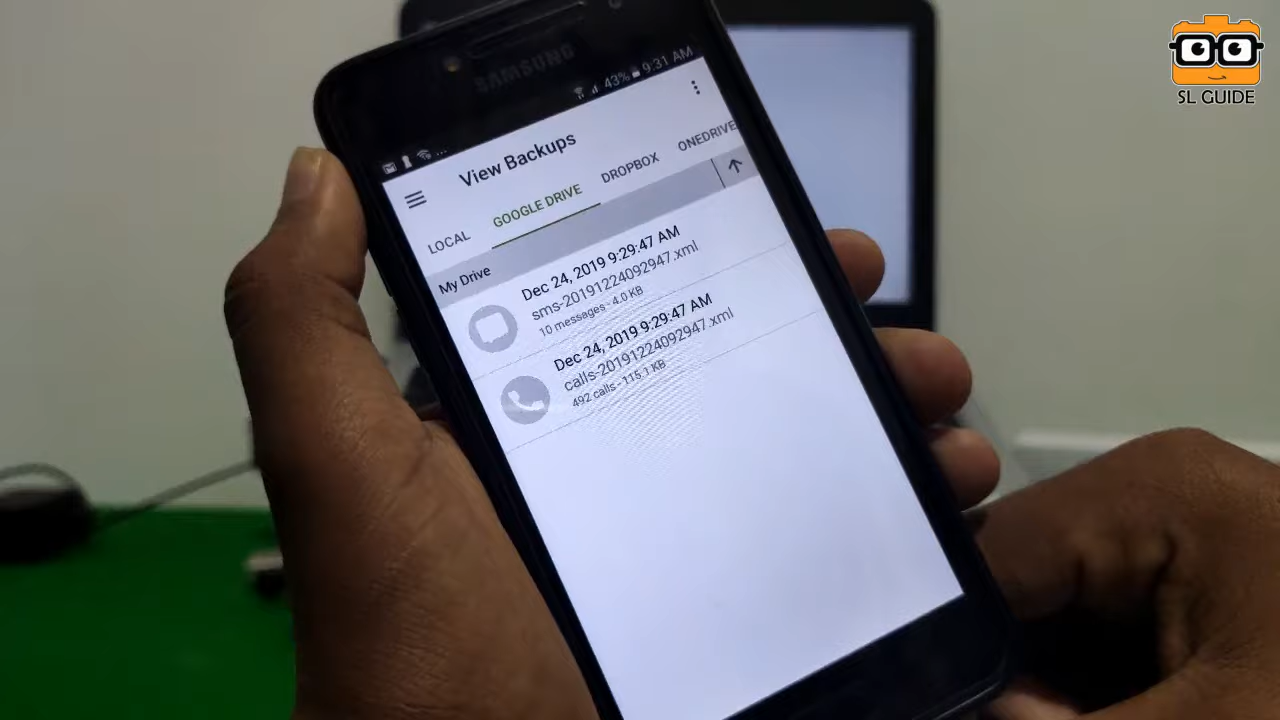 SL GUIDE
SAMSUNG
43% 9:31 AM
View Backups
LOCAL GOOGLE DRIVE DROPBOX ONEDRIVE
My Drive
Dec 24, 2019 9:29:47 AM
sms-20191224092947.xml
10 messages - 4.0 KB
Dec 24, 2019 9:29:47 AM
calls-20191224092947.xml
492 calls - 115.1 KB